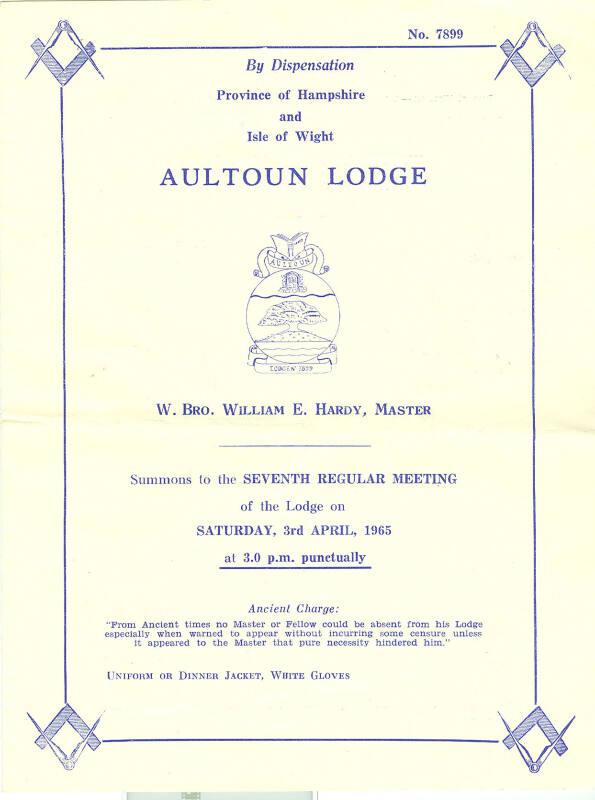 No. 7899
By Dispensation
Province of Hampshire
and
Isle of Wight
AULTOUN LODGE
AULTOUN
LODGE No 7899
W. BRO. WILLIAM E. HARDY, MASTER
Summons to the SEVENTH REGULAR MEETING
of the Lodge on
SATURDAY, 3rd APRIL, 1965
at 3.0 p.m. punctually
Ancient Charge:
"From Ancient times no Master or Fellow could be absent from his Lodge
especially when warned to appear without incurring some censure unless
it appeared to the Master that pure necessity hindered him."
UNIFORM OR DINNER JACKET, WHITE GLOVES